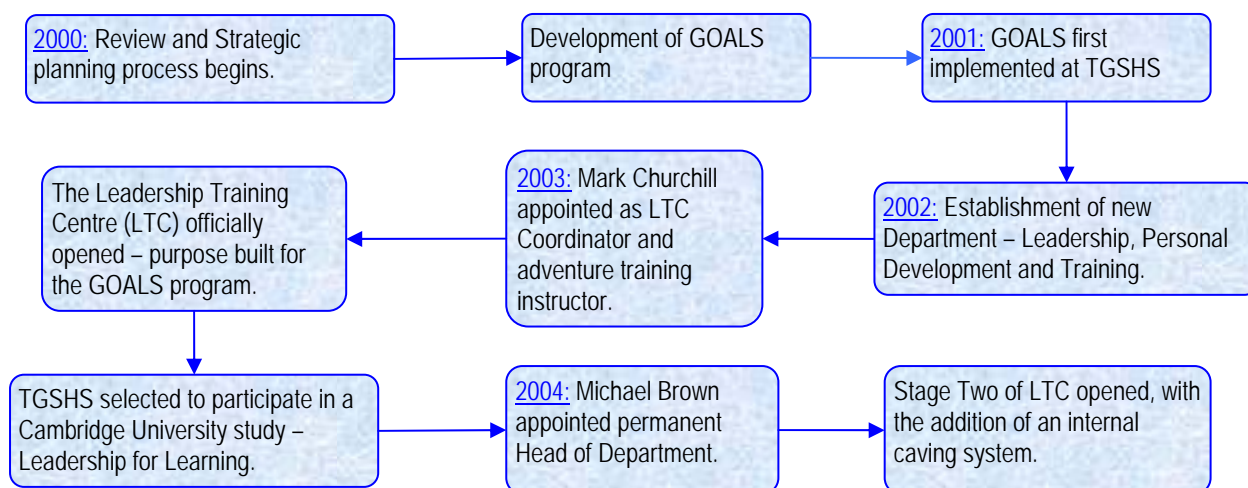 2000: Review and Strategic
planning process begins.
Development of GOALS
program
2001: GOALS first
implemented at TGSHS
2002: Establishment of new
Department – Leadership, Personal
Development and Training.
2003: Mark Churchill
appointed as LTC
Coordinator and
adventure training
instructor.
The Leadership Training
Centre (LTC) officially
opened – purpose built for
the GOALS program.
TGSHS selected to participate in a
Cambridge University study –
Leadership for Learning.
2004: Michael Brown
appointed permanent
Head of Department.
Stage Two of LTC opened, with
the addition of an internal
caving system.